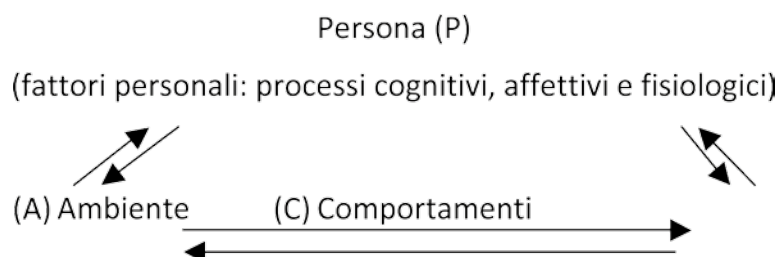 Persona (P)
(fattori personali: processi cognitivi, affettivi e fisiologici)
(A) Ambiente (C) Comportamenti